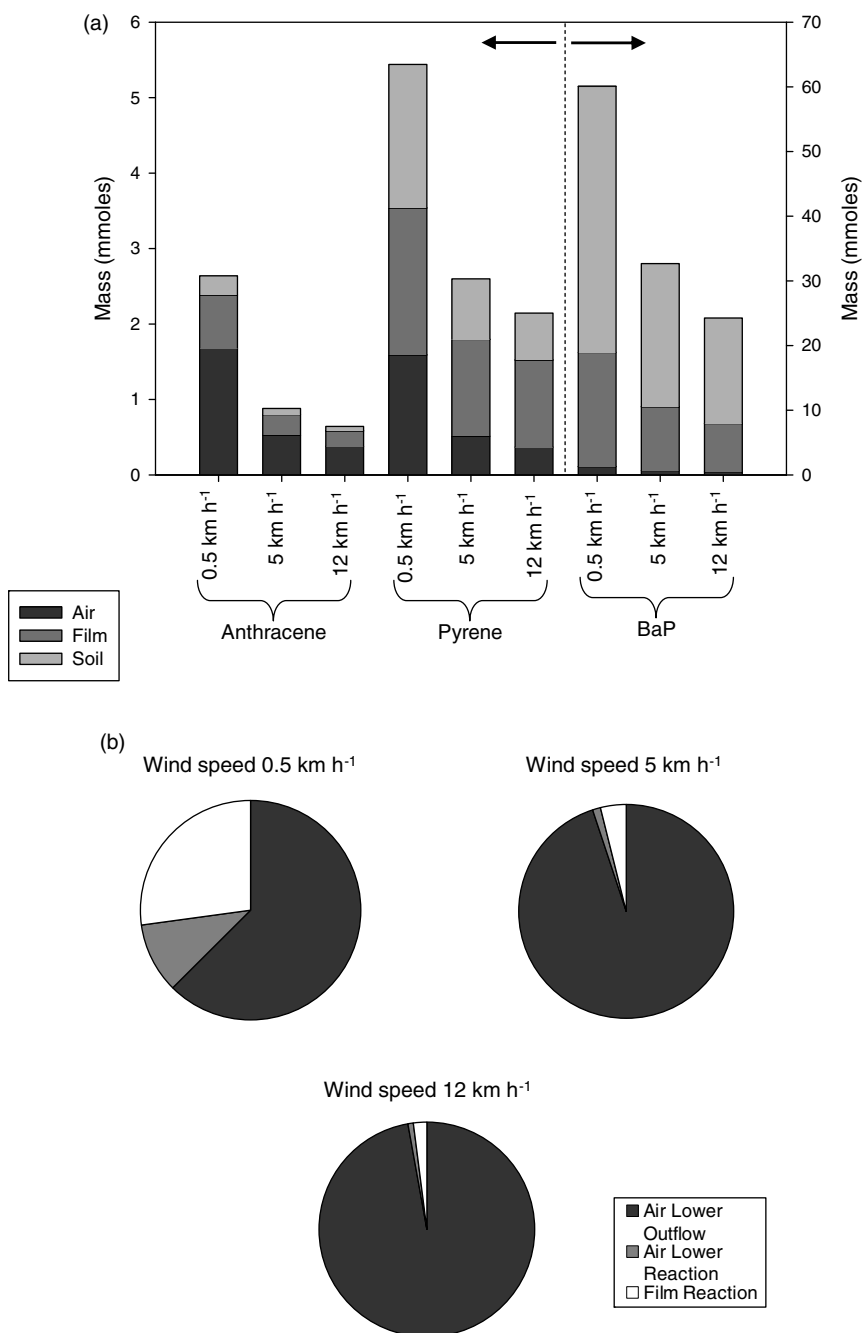 (a)
6
5
4
3
2
1
0
Mass (mmoles)
70
60
50
40
30
20
10
0
Mass (mmoles)
0.5 km h⁻¹
5 km h⁻¹
12 km h⁻¹
0.5 km h⁻¹
5 km h⁻¹
12 km h⁻¹
0.5 km h⁻¹
5 km h⁻¹
12 km h⁻¹
Anthracene
Pyrene
BaP
Air
Film
Soil
(b)
Wind speed 0.5 km h⁻¹
Wind speed 5 km h⁻¹
Wind speed 12 km h⁻¹
Air Lower
Outflow
Air Lower
Reaction
Film Reaction